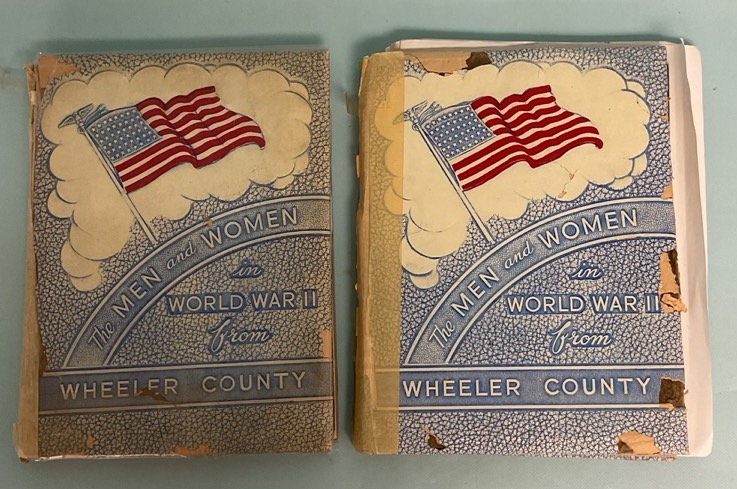 The MEN and WOMEN
in
WORLD WAR II
from
WHEELER COUNTY
The MEN and WOMEN
in
WORLD WAR II
from
WHEELER COUNTY